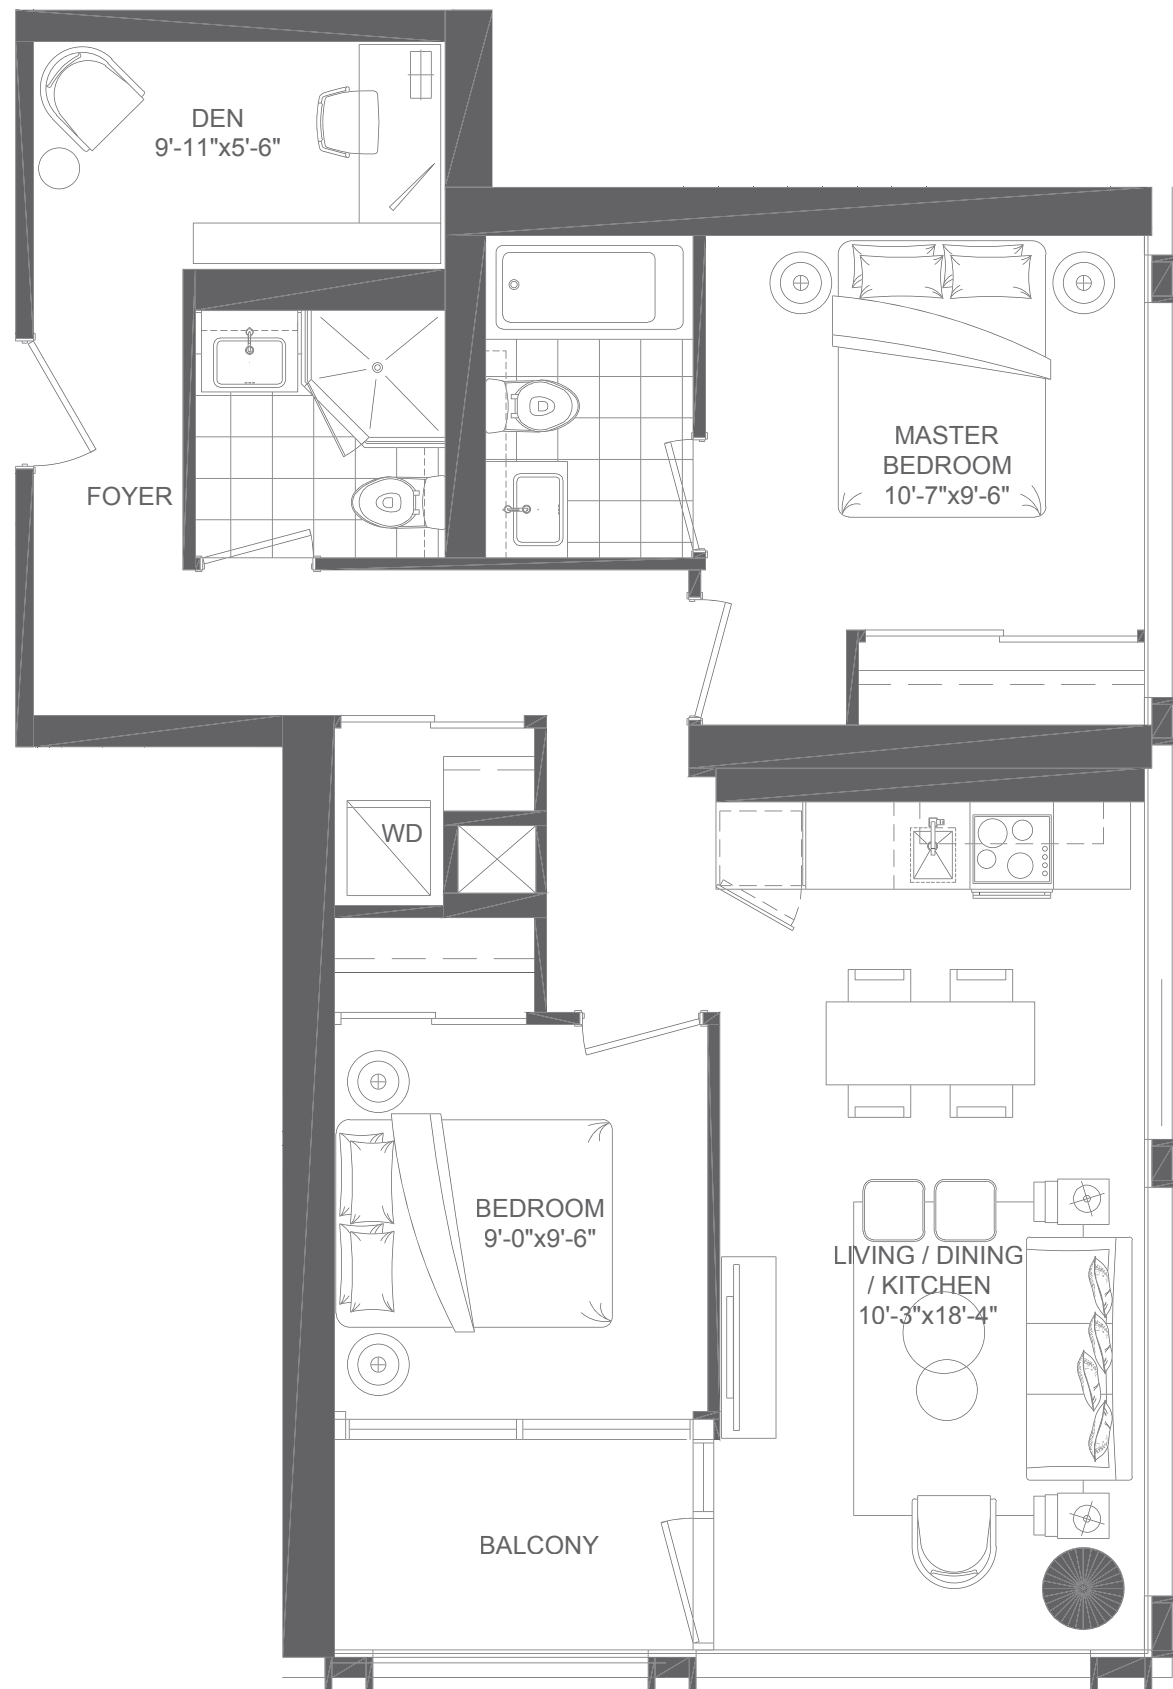 DEN
9'-11"x5'-6"
FOYER
MASTER
BEDROOM
10'-7"x9'-6"
WD
BEDROOM
9'-0"x9'-6"
LIVING / DINING
/ KITCHEN
10'-3"x18'-4"
BALCONY